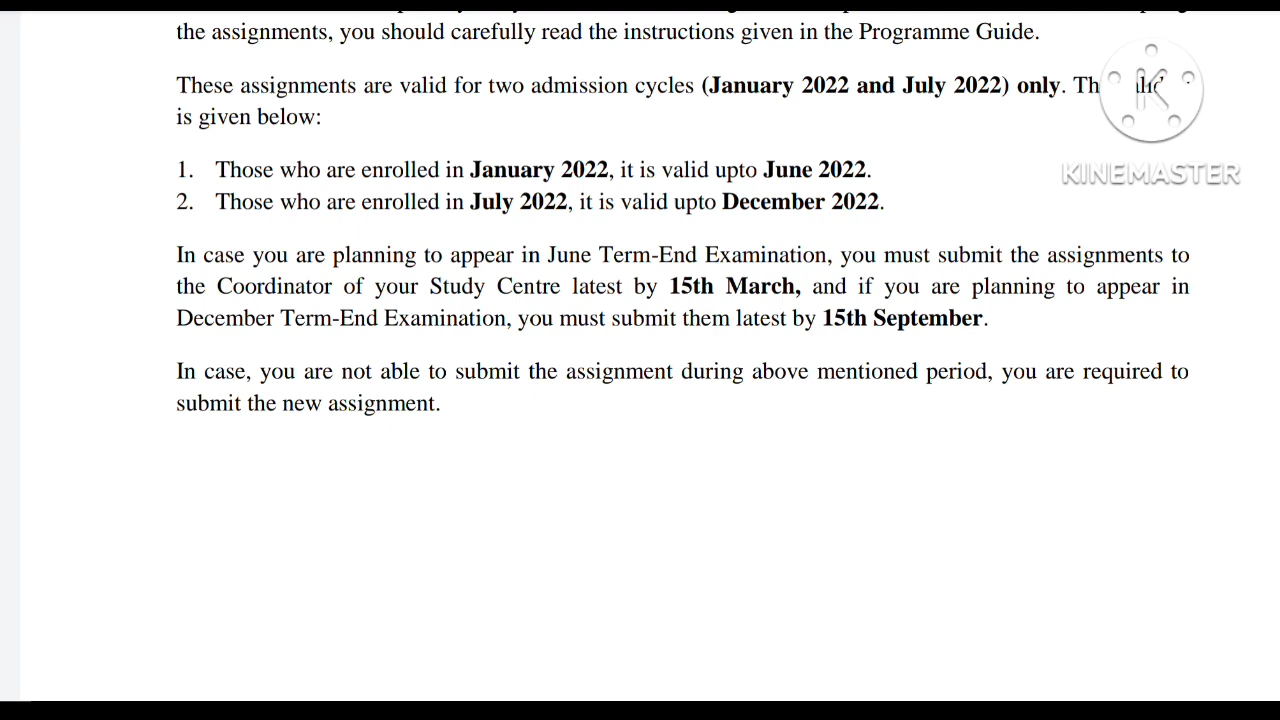 the assignments, you should carefully read the instructions given in the Programme Guide.
These assignments are valid for two admission cycles (January 2022 and July 2022) only.
is given below:
1. Those who are enrolled in January 2022, it is valid upto June 2022.
KINEMASTER
2. Those who are enrolled in July 2022, it is valid upto December 2022.
In case you are planning to appear in June Term-End Examination, you must submit the assignments to
the Coordinator of your Study Centre latest by 15th March, and if you are planning to appear in
December Term-End Examination, you must submit them latest by 15th September.
In case, you are not able to submit the assignment during above mentioned period, you are required to
submit the new assignment.